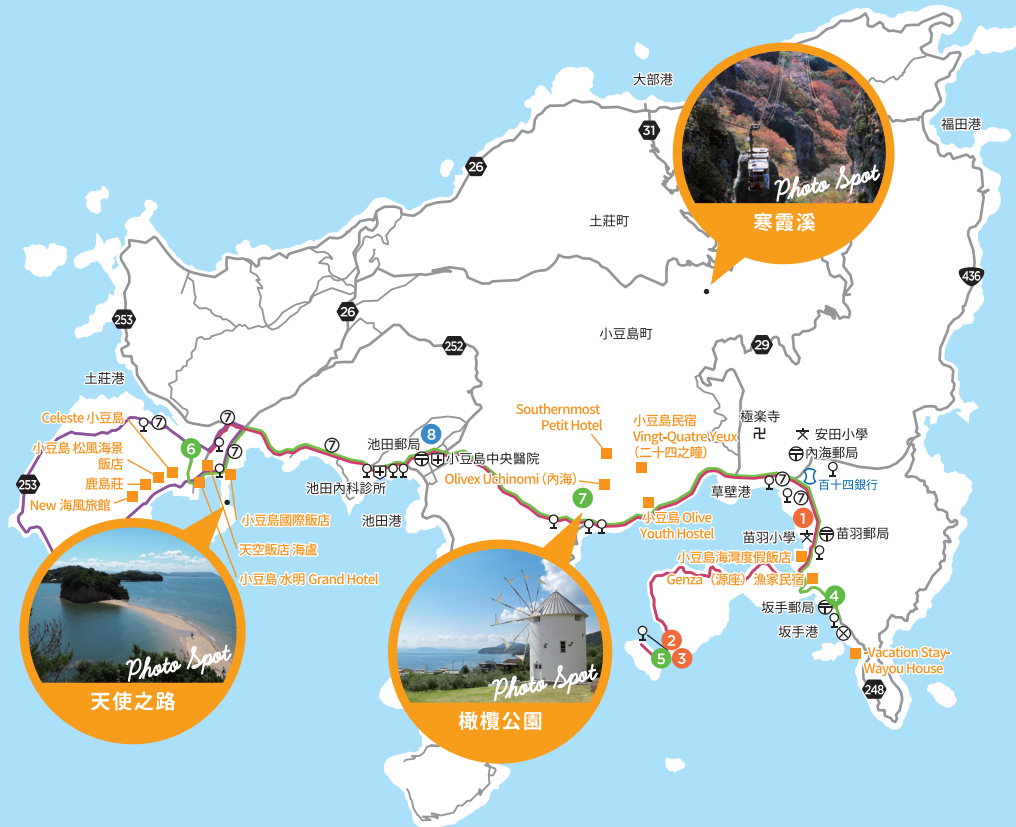 大部港
31
福田港
26
Photo Spot
寒霞溪
土莊町
436
253
26
小豆島町
252
29
土莊港
Celeste 小豆島
7
7
7
7
小豆島 松風海景
飯店
6
鹿島莊
253
New 海風旅館
池田郵局
8
小豆島中央醫院
池田內科診所
池田港
Southernmost
Petit Hotel
小豆島民宿
Vingt-Quatre Yeux
（二十四之瞳）
Olivex Uchinomi（內海）
7
小豆島 Olive
Youth Hostel
極楽寺
卍
安田小學
內海郵局
百十四銀行
草壁港
7
7
1
苗羽小學
苗羽郵局
小豆島海灣度假飯店
Genza（源座）漁家民宿
4
坂手郵局
坂手港
2
5
3
Vacation Stay-
Wayou House
248
小豆島國際飯店
天空飯店 海廬
小豆島 水明 Grand Hotel
Photo Spot
天使之路
Photo Spot
橄欖公園